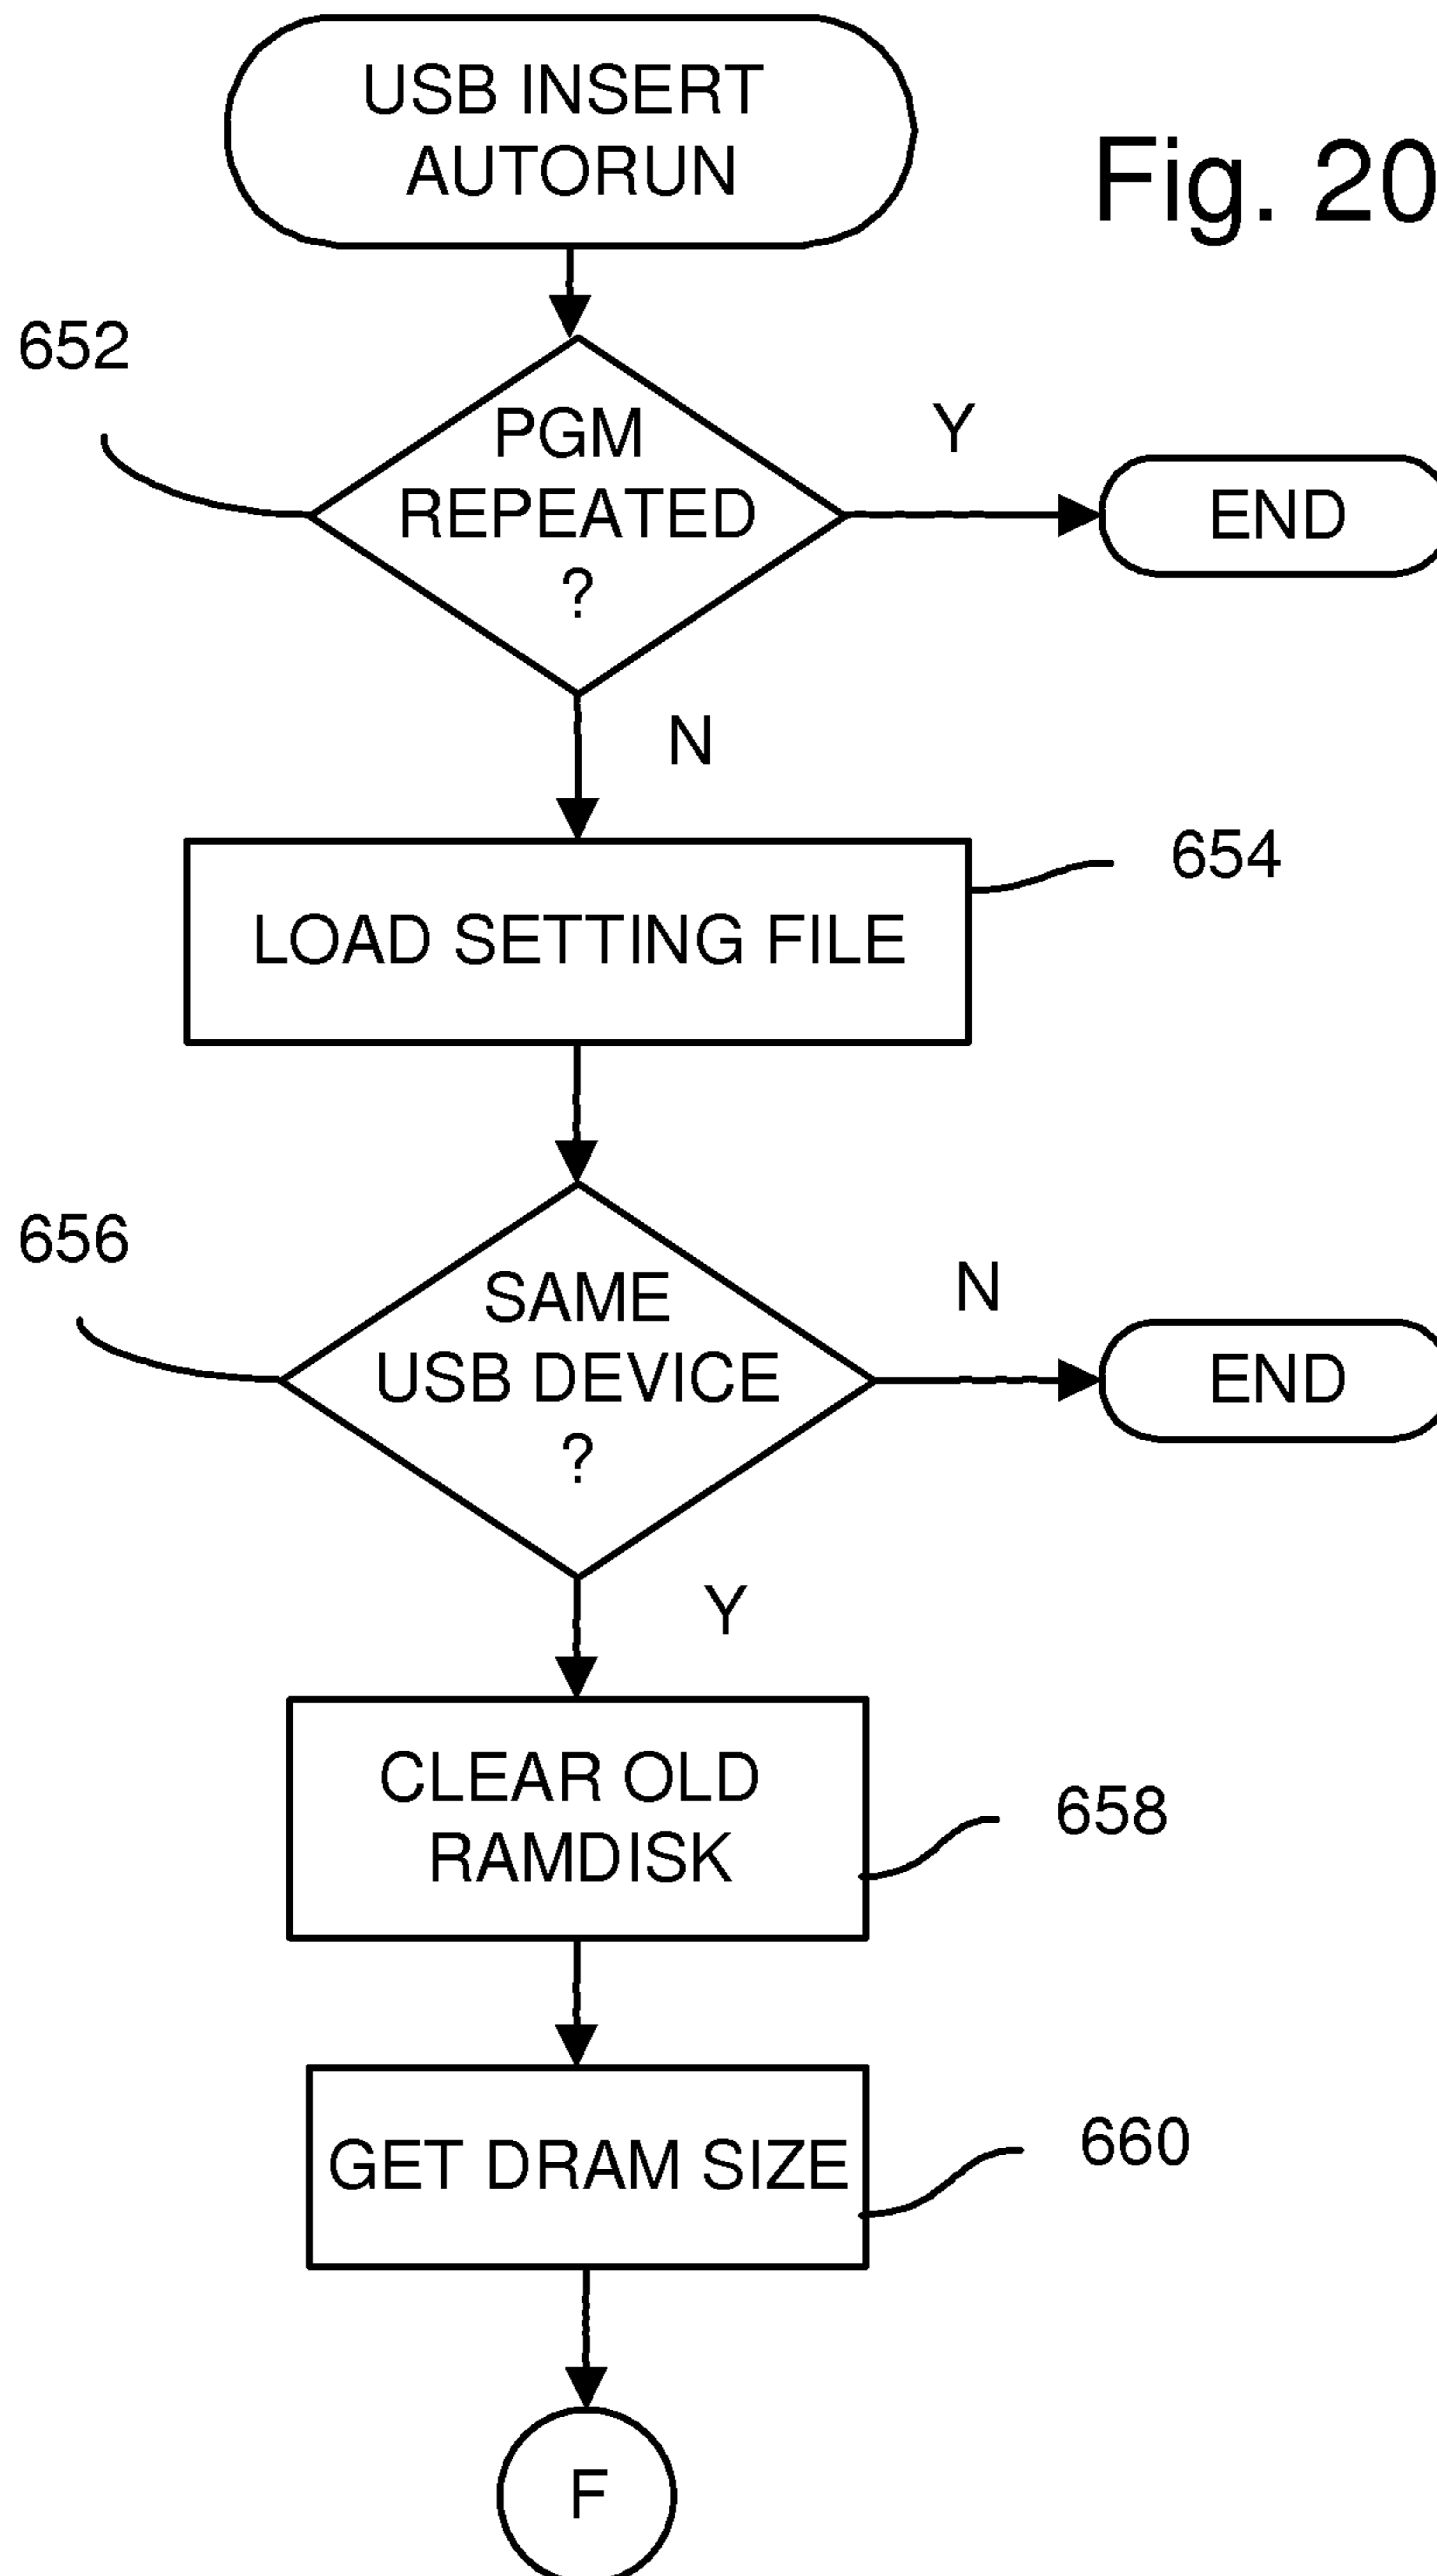 USB INSERT
AUTORUN
Fig. 20
652
PGM
REPEATED
?
Y
END
N
654
LOAD SETTING FILE
656
SAME
USB DEVICE
?
N
END
Y
CLEAR OLD
RAMDISK
658
GET DRAM SIZE
660
F